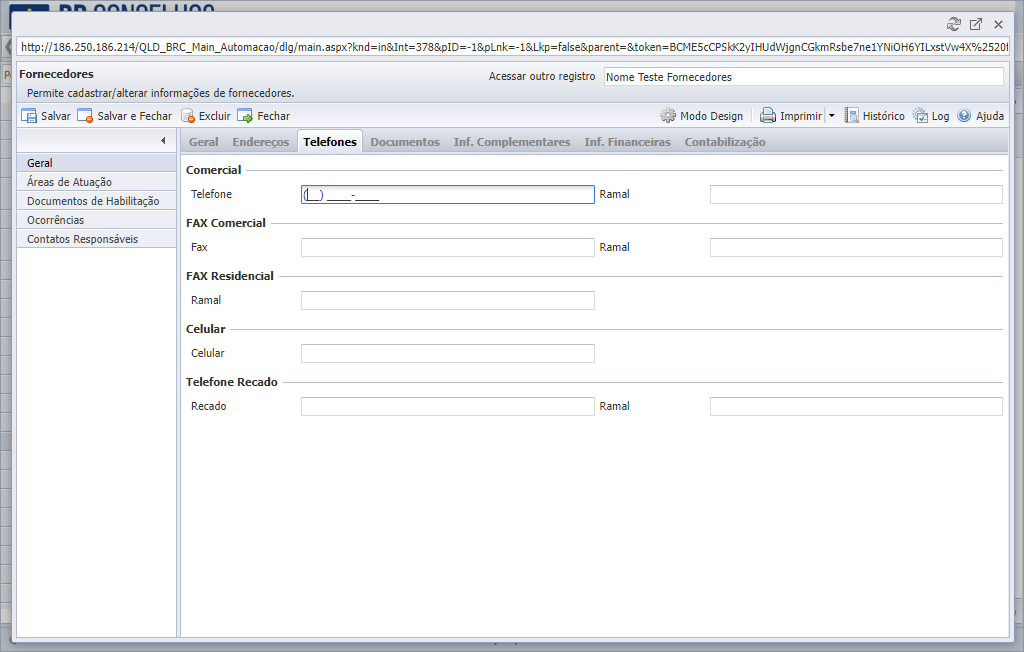 http://186.250.186.214/QLD_BRC_Main_Automacao/dlg/main.aspx?knd=in&Int=378&pID=-1&pLnk=-1&Lkp=false&parent=&token=BCME5cCPSkK2yIHUdWjgnCGkmRsbe7ne1YNiOH6YILxstVw4X%2520f
Fornecedores Acessar outro registro Nome Teste Fornecedores
Permite cadastrar/alterar informações de fornecedores.
Salvar Salvar e Fechar Excluir Fechar Modo Design Imprimir Histórico Log Ajuda
Geral Endereços Telefones Documentos Inf. Complementares Inf. Financeiras Contabilização
Geral
Áreas de Atuação
Documentos de Habilitação
Ocorrências
Contatos Responsáveis
Comercial
Telefone (__) ____-____ Ramal
FAX Comercial
Fax Ramal
FAX Residencial
Ramal
Celular
Celular
Telefone Recado
Recado Ramal